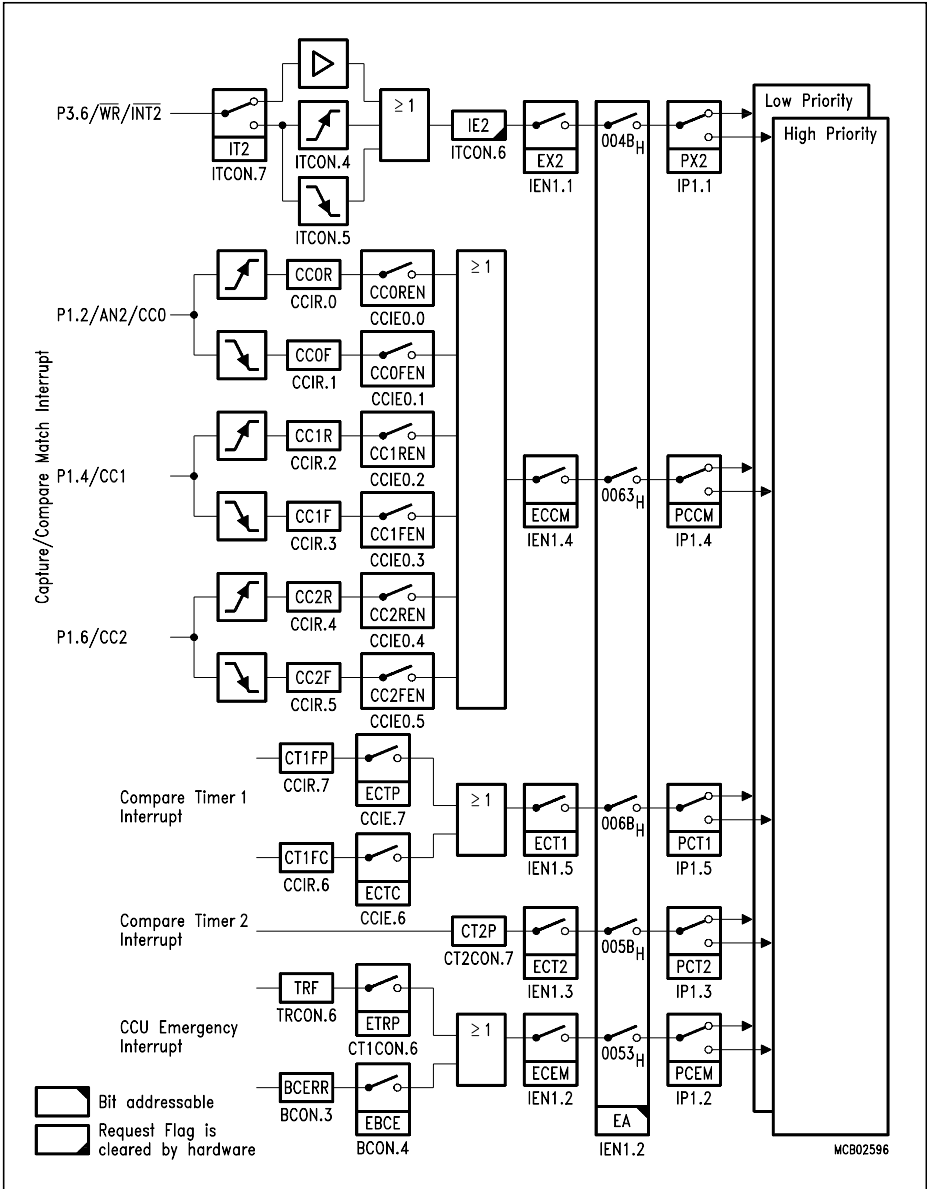 P3.6/WR/INT2
IT2
ITCON.7
ITCON.4
ITCON.5
≥1
IE2
ITCON.6
EX2
IEN1.1
004BH
PX2
IP1.1
Low Priority
High Priority
Capture/Compare Match Interrupt
P1.2/AN2/CC0
CC0R
CCIR.0
CC0REN
CCIE0.0
CC0F
CCIR.1
CC0FEN
CCIE0.1
P1.4/CC1
CC1R
CCIR.2
CC1REN
CCIE0.2
CC1F
CCIR.3
CC1FEN
CCIE0.3
P1.6/CC2
CC2R
CCIR.4
CC2REN
CCIE0.4
CC2F
CCIR.5
CC2FEN
CCIE0.5
≥1
ECCM
IEN1.4
0063H
PCCM
IP1.4
Compare Timer 1
Interrupt
CT1FP
CCIR.7
ECTP
CCIE.7
CT1FC
CCIR.6
ECTC
CCIE.6
≥1
ECT1
IEN1.5
006BH
PCT1
IP1.5
Compare Timer 2
Interrupt
CT2P
CT2CON.7
ECT2
IEN1.3
005BH
PCT2
IP1.3
CCU Emergency
Interrupt
TRF
TRCON.6
ETRP
CT1CON.6
BCERR
BCON.3
EBCE
BCON.4
≥1
ECEM
IEN1.2
0053H
PCEM
IP1.2
EA
IEN1.2
Bit addressable
Request Flag is
cleared by hardware
MCB02596